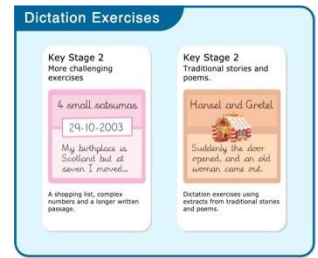 Dictation Exercises
Key Stage 2
More challenging
exercises
4 small satsumas
29-10-2003
My birthplace is
Scotland but at
seven I moved...
A shopping list, complex
numbers and a longer written
passage.
Key Stage 2
Traditional stories and
poems.
Hansel and Gretel
Suddenly the door
opened, and an old
woman came out.
Dictation exercises using
extracts from traditional stories
and poems.